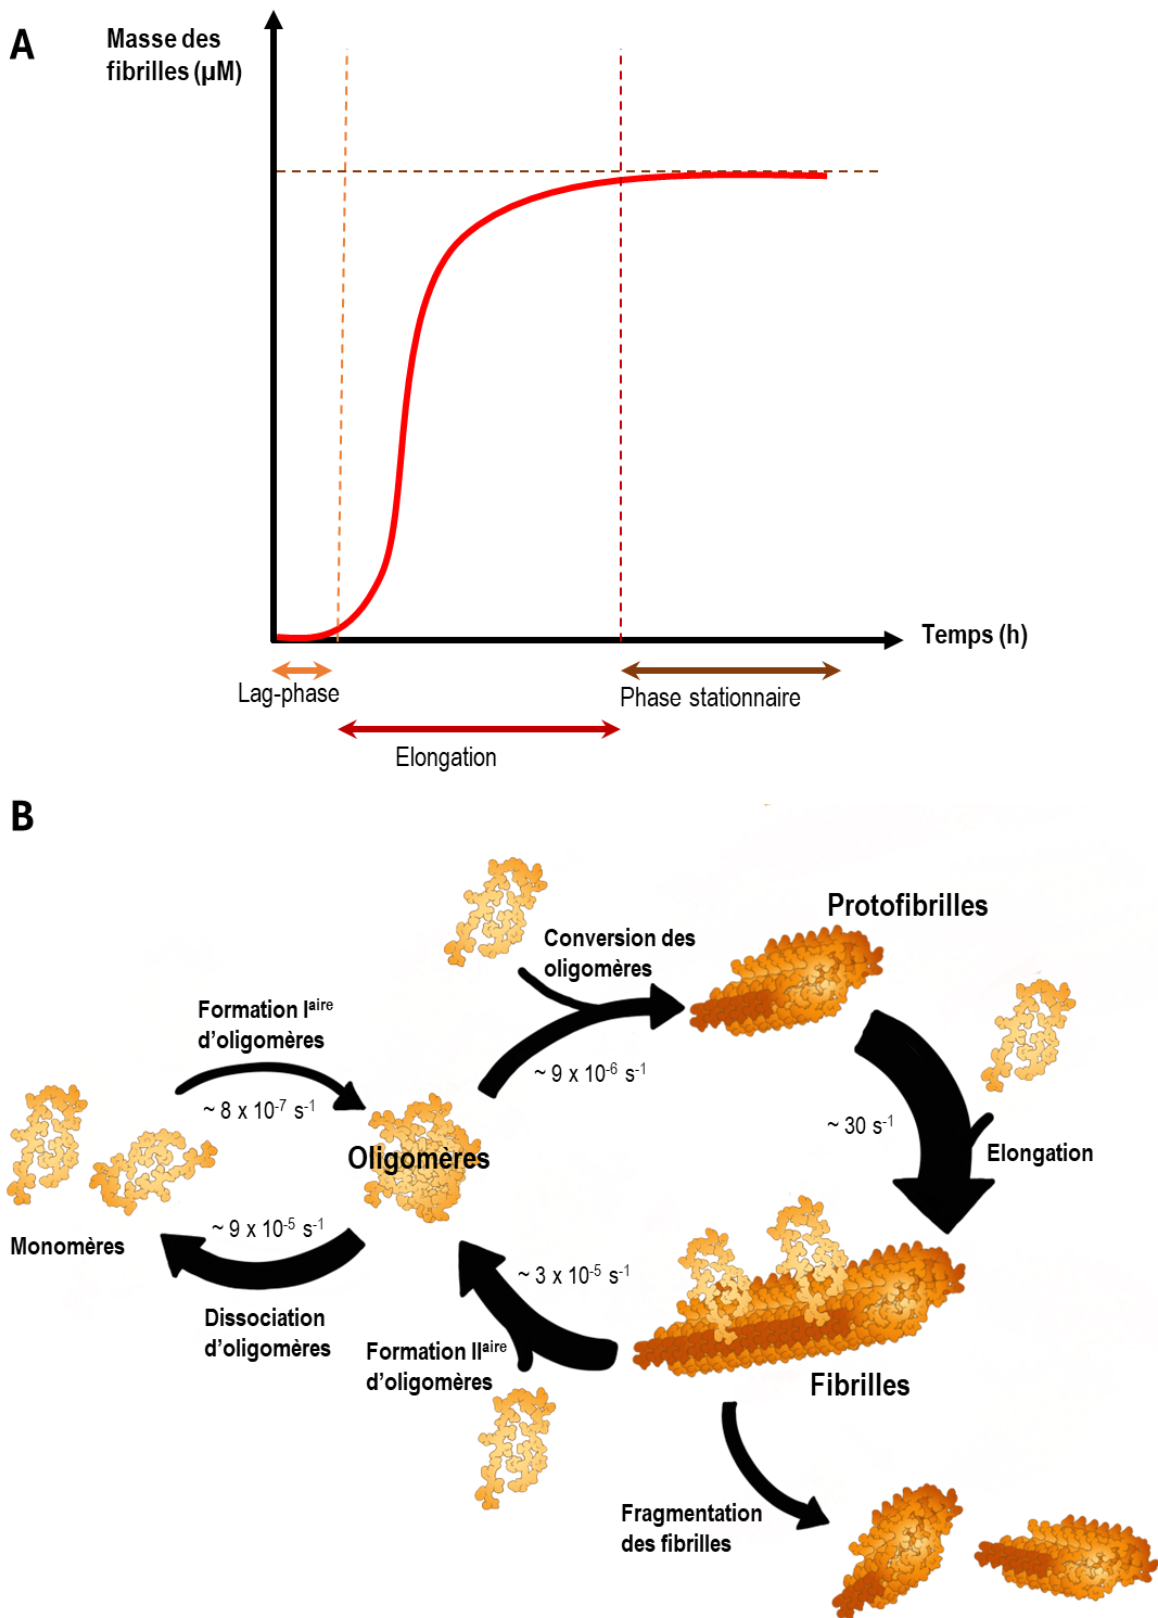 A
Masse des
fibrilles (µM)
Temps (h)
Lag-phase
Phase stationnaire
Elongation
B
Protofibrilles
Conversion des
oligomères
Formation Iaire
d’oligomères
~ 9 x 10-6 s-1
~ 8 x 10-7 s-1
~ 30 s-1
Elongation
Oligomères
Monomères
~ 9 x 10-5 s-1
~ 3 x 10-5 s-1
Dissociation
d’oligomères
Formation IIaire
d’oligomères
Fibrilles
Fragmentation
des fibrilles